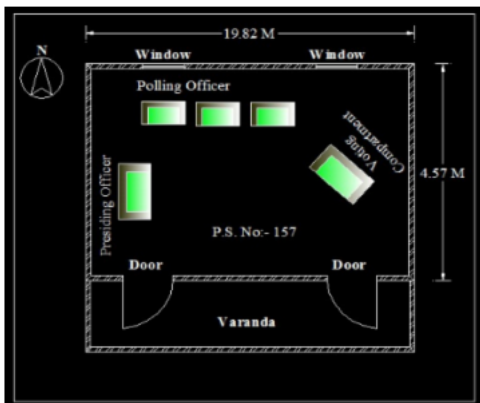 19.82 M
N
Window
Window
Polling Officer
Voting
Compartment
4.57 M
Presiding Officer
P.S. No:- 157
Door
Door
Varanda